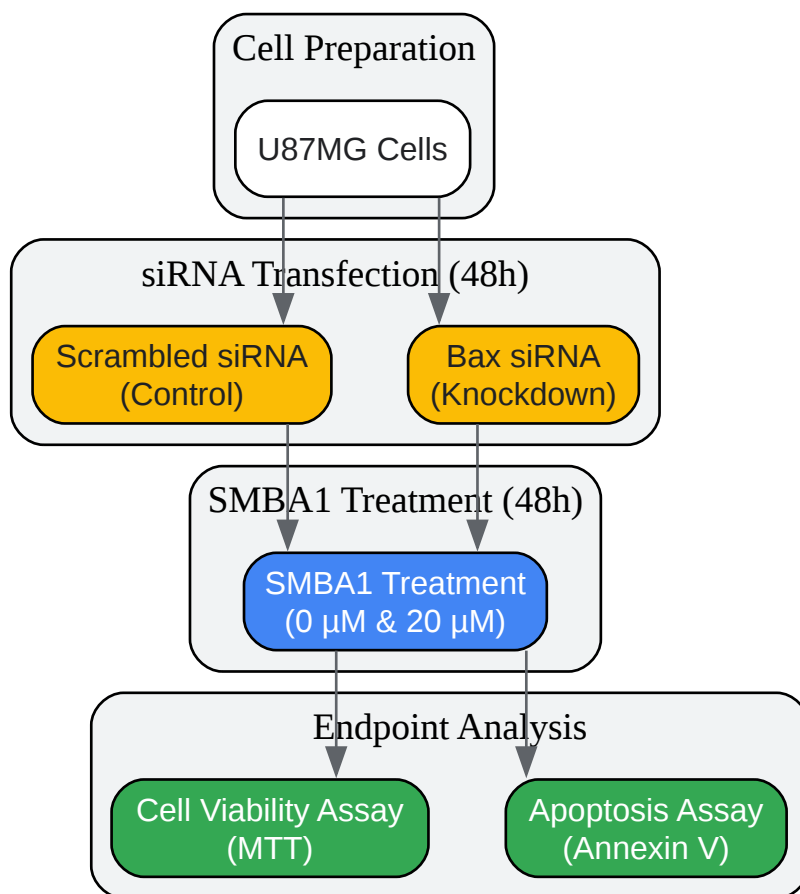 Cell Preparation
U87MG Cells
siRNA Transfection (48h)
Scrambled siRNA
(Control)
Bax siRNA
(Knockdown)
SMBA1 Treatment (48h)
SMBA1 Treatment
(0 µM & 20 µM)
Endpoint Analysis
Cell Viability Assay
(MTT)
Apoptosis Assay
(Annexin V)